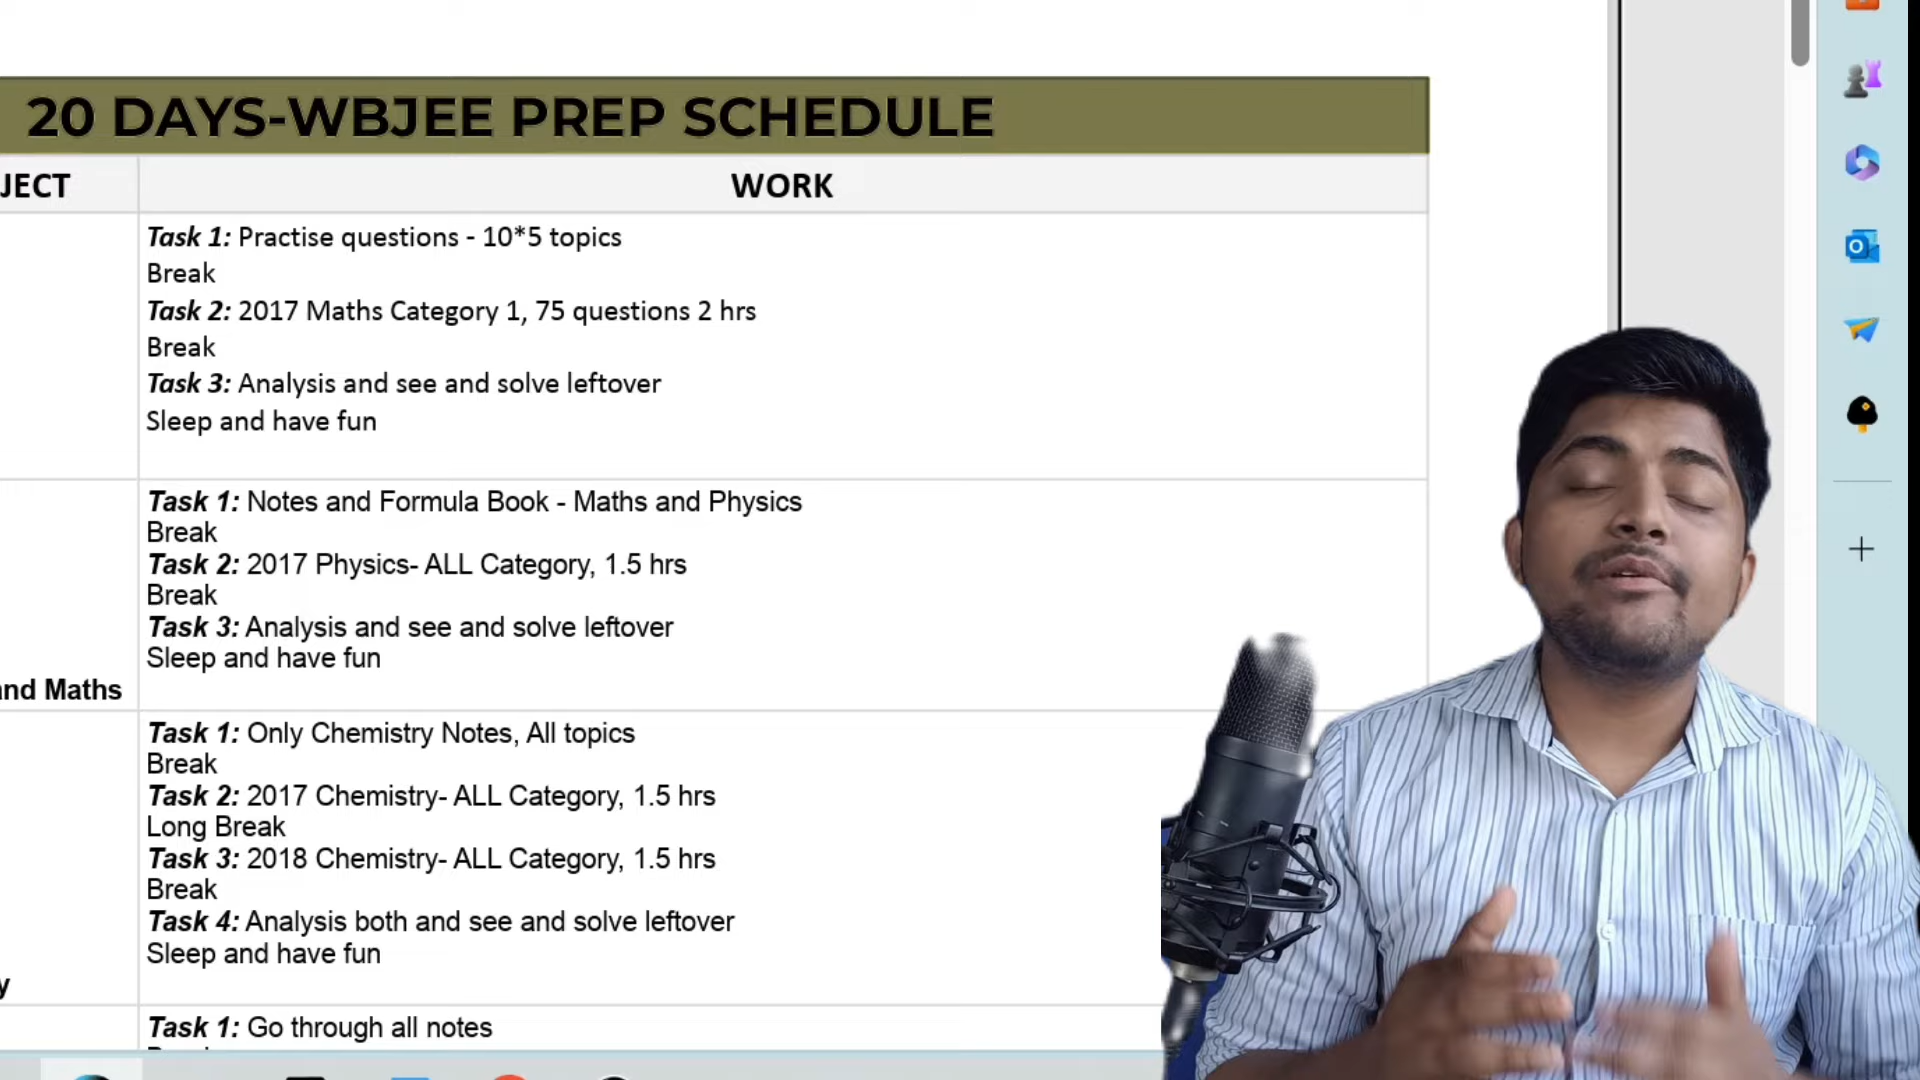 20 DAYS-WBJEE PREP SCHEDULE
JECT
WORK
Task 1: Practise questions - 10*5 topics
Break
Task 2: 2017 Maths Category 1, 75 questions 2 hrs
Break
Task 3: Analysis and see and solve leftover
Sleep and have fun
Task 1: Notes and Formula Book - Maths and Physics
Break
Task 2: 2017 Physics- ALL Category, 1.5 hrs
Break
Task 3: Analysis and see and solve leftover
Sleep and have fun
and Maths
Task 1: Only Chemistry Notes, All topics
Break
Task 2: 2017 Chemistry- ALL Category, 1.5 hrs
Long Break
Task 3: 2018 Chemistry- ALL Category, 1.5 hrs
Break
Task 4: Analysis both and see and solve leftover
Sleep and have fun
y
Task 1: Go through all notes